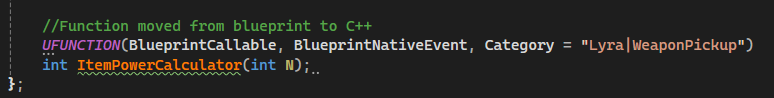 //Function moved from blueprint to C++
UFUNCTION(BlueprintCallable, BlueprintNativeEvent, Category = "Lyra|WeaponPickup")
int ItemPowerCalculator(int N);
};